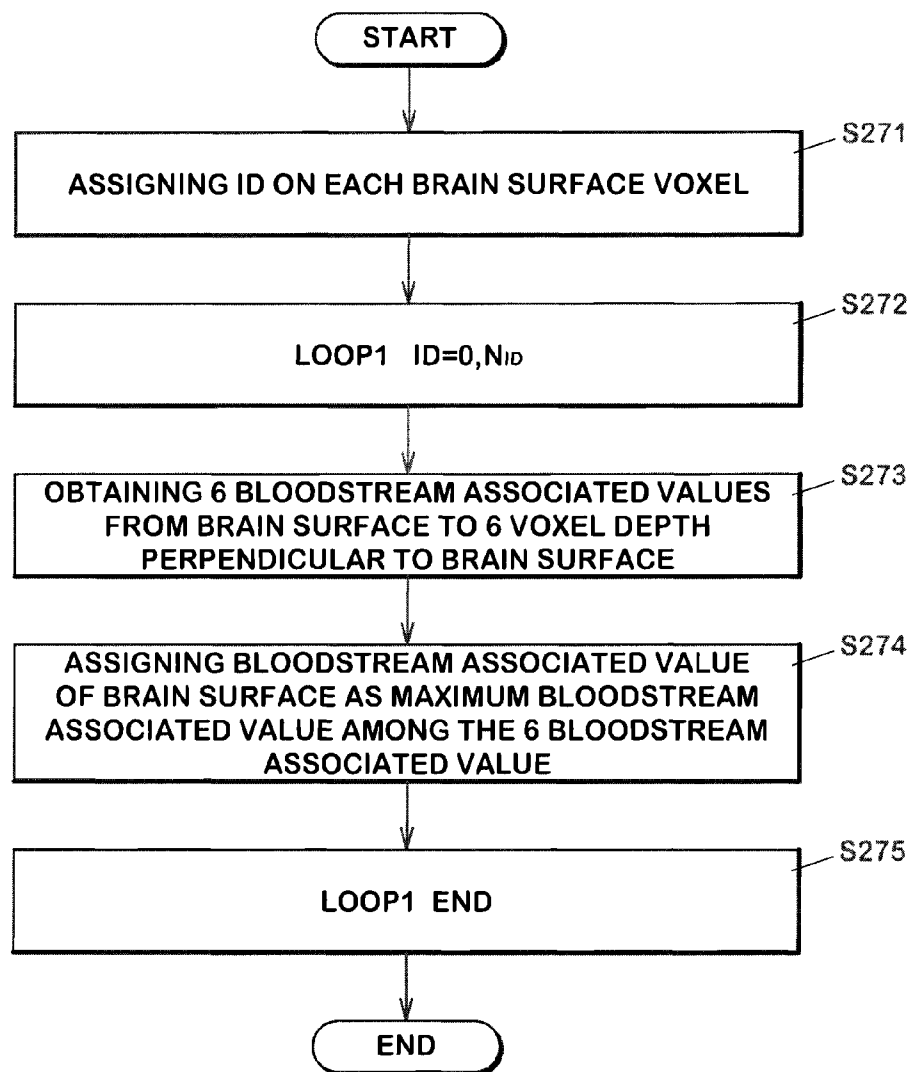 START
S271
ASSIGNING ID ON EACH BRAIN SURFACE VOXEL
S272
LOOP1 ID=0,NID
S273
OBTAINING 6 BLOODSTREAM ASSOCIATED VALUES
FROM BRAIN SURFACE TO 6 VOXEL DEPTH
PERPENDICULAR TO BRAIN SURFACE
S274
ASSIGNING BLOODSTREAM ASSOCIATED VALUE
OF BRAIN SURFACE AS MAXIMUM BLOODSTREAM
ASSOCIATED VALUE AMONG THE 6 BLOODSTREAM
ASSOCIATED VALUE
S275
LOOP1 END
END